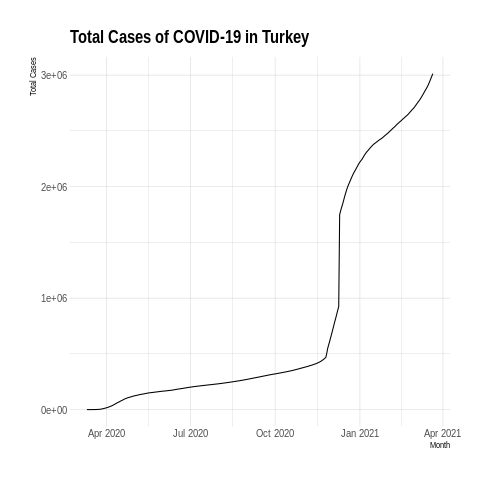 Total Cases of COVID-19 in Turkey
Total Cases
3e+06
2e+06
1e+06
0e+00
Apr 2020 Jul 2020 Oct 2020 Jan 2021 Apr 2021
Month